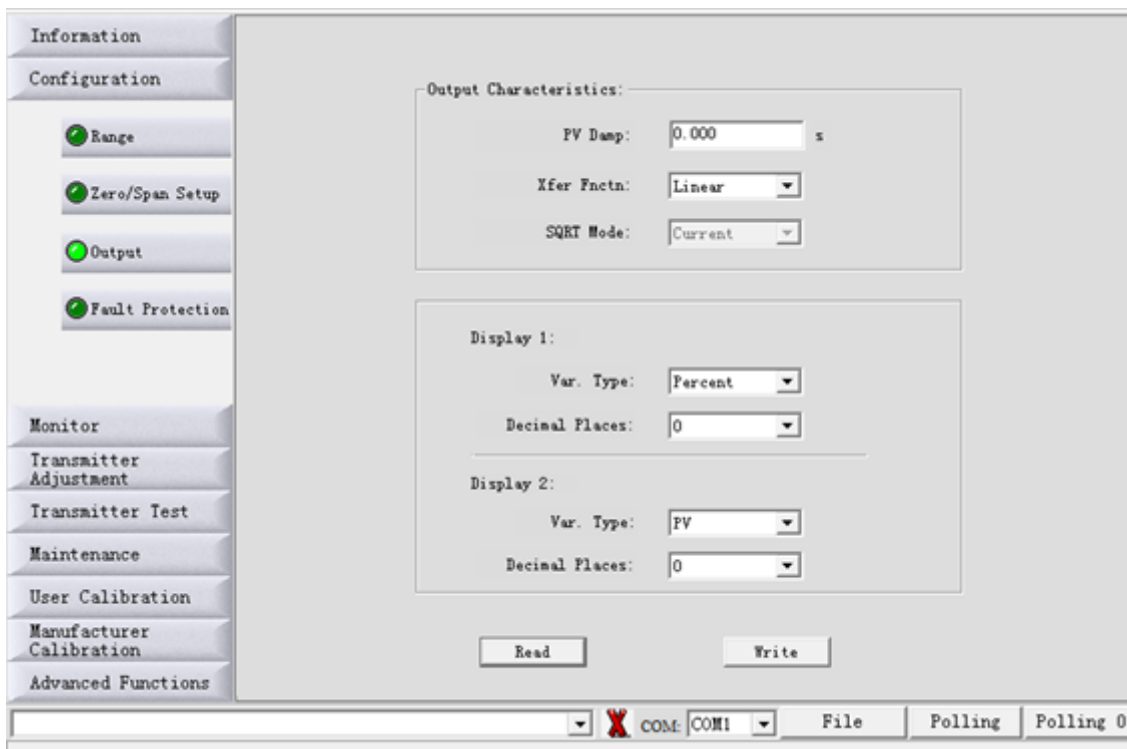 Information
Configuration
Range
Zero/Span Setup
Output
Fault Protection
Monitor
Transmitter
Adjustment
Transmitter Test
Maintenance
User Calibration
Manufacturer
Calibration
Advanced Functions
Output Characteristics:
PV Damp: 0.000 s
Xfer Fnctn: Linear
SQRT Mode: Current
Display 1:
Var. Type: Percent
Decimal Places: 0
Display 2:
Var. Type: PV
Decimal Places: 0
Read Write
COM: COM1 File Polling Polling 0